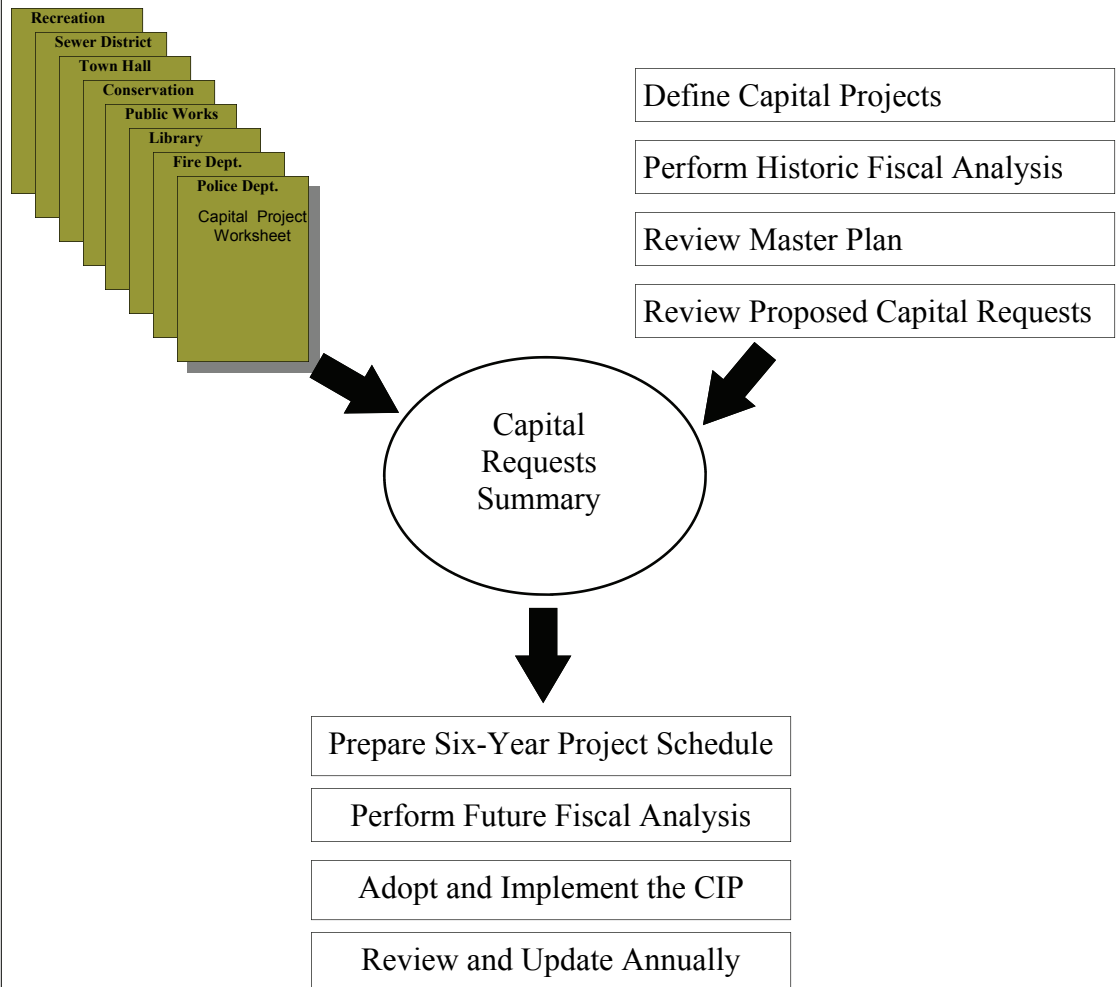 Recreation
Sewer District
Town Hall
Conservation
Public Works
Library
Fire Dept.
Police Dept.
Capital Project
Worksheet
Define Capital Projects
Perform Historic Fiscal Analysis
Review Master Plan
Review Proposed Capital Requests
Capital
Requests
Summary
Prepare Six-Year Project Schedule
Perform Future Fiscal Analysis
Adopt and Implement the CIP
Review and Update Annually